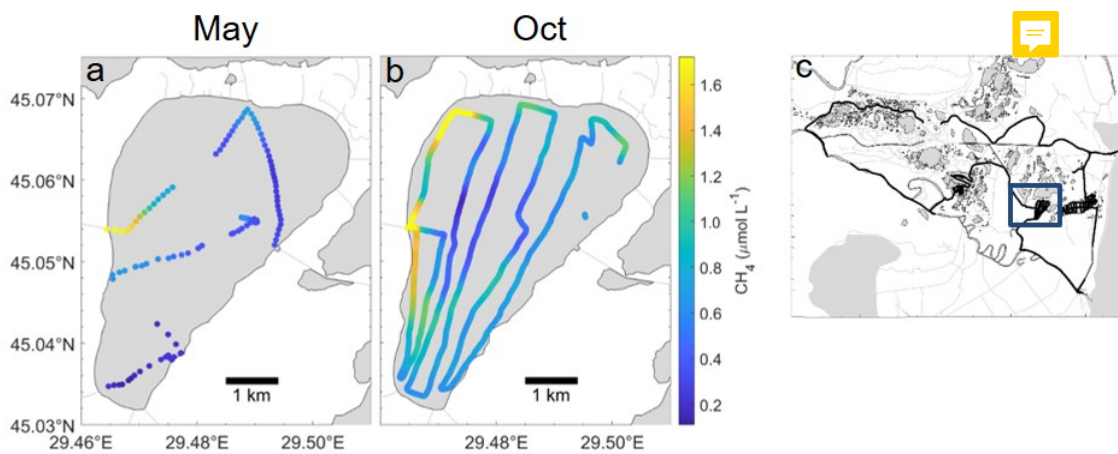 May
Oct
a
b
c
45.07°N
45.06°N
45.05°N
45.04°N
45.03°N
29.46°E
29.48°E
29.50°E
29.48°E
29.50°E
1 km
1 km
1.6
1.4
1.2
1.0
0.8
0.6
0.4
0.2
CH₄ (μmol L⁻¹)